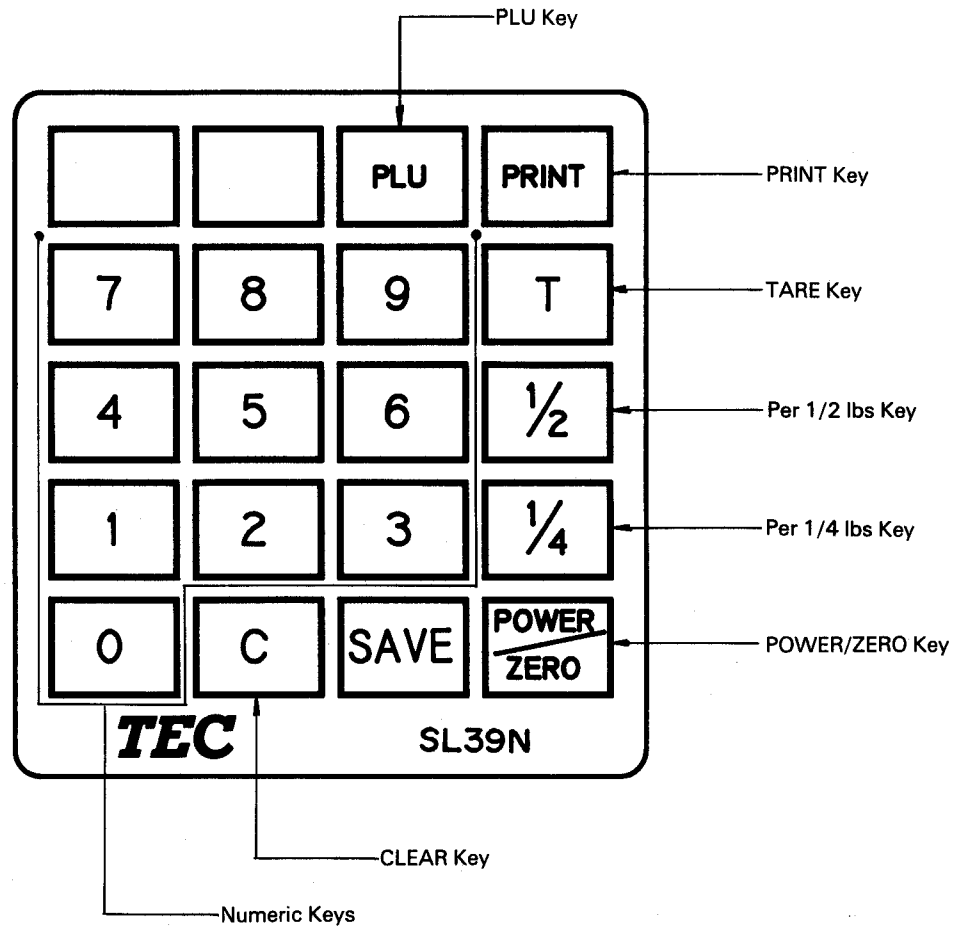 PLU Key
PLU PRINT
PRINT Key
7 8 9 T
TARE Key
4 5 6 1/2
Per 1/2 lbs Key
1 2 3 1/4
Per 1/4 lbs Key
0 C SAVE POWER/ZERO
POWER/ZERO Key
TEC SL39N
CLEAR Key
Numeric Keys